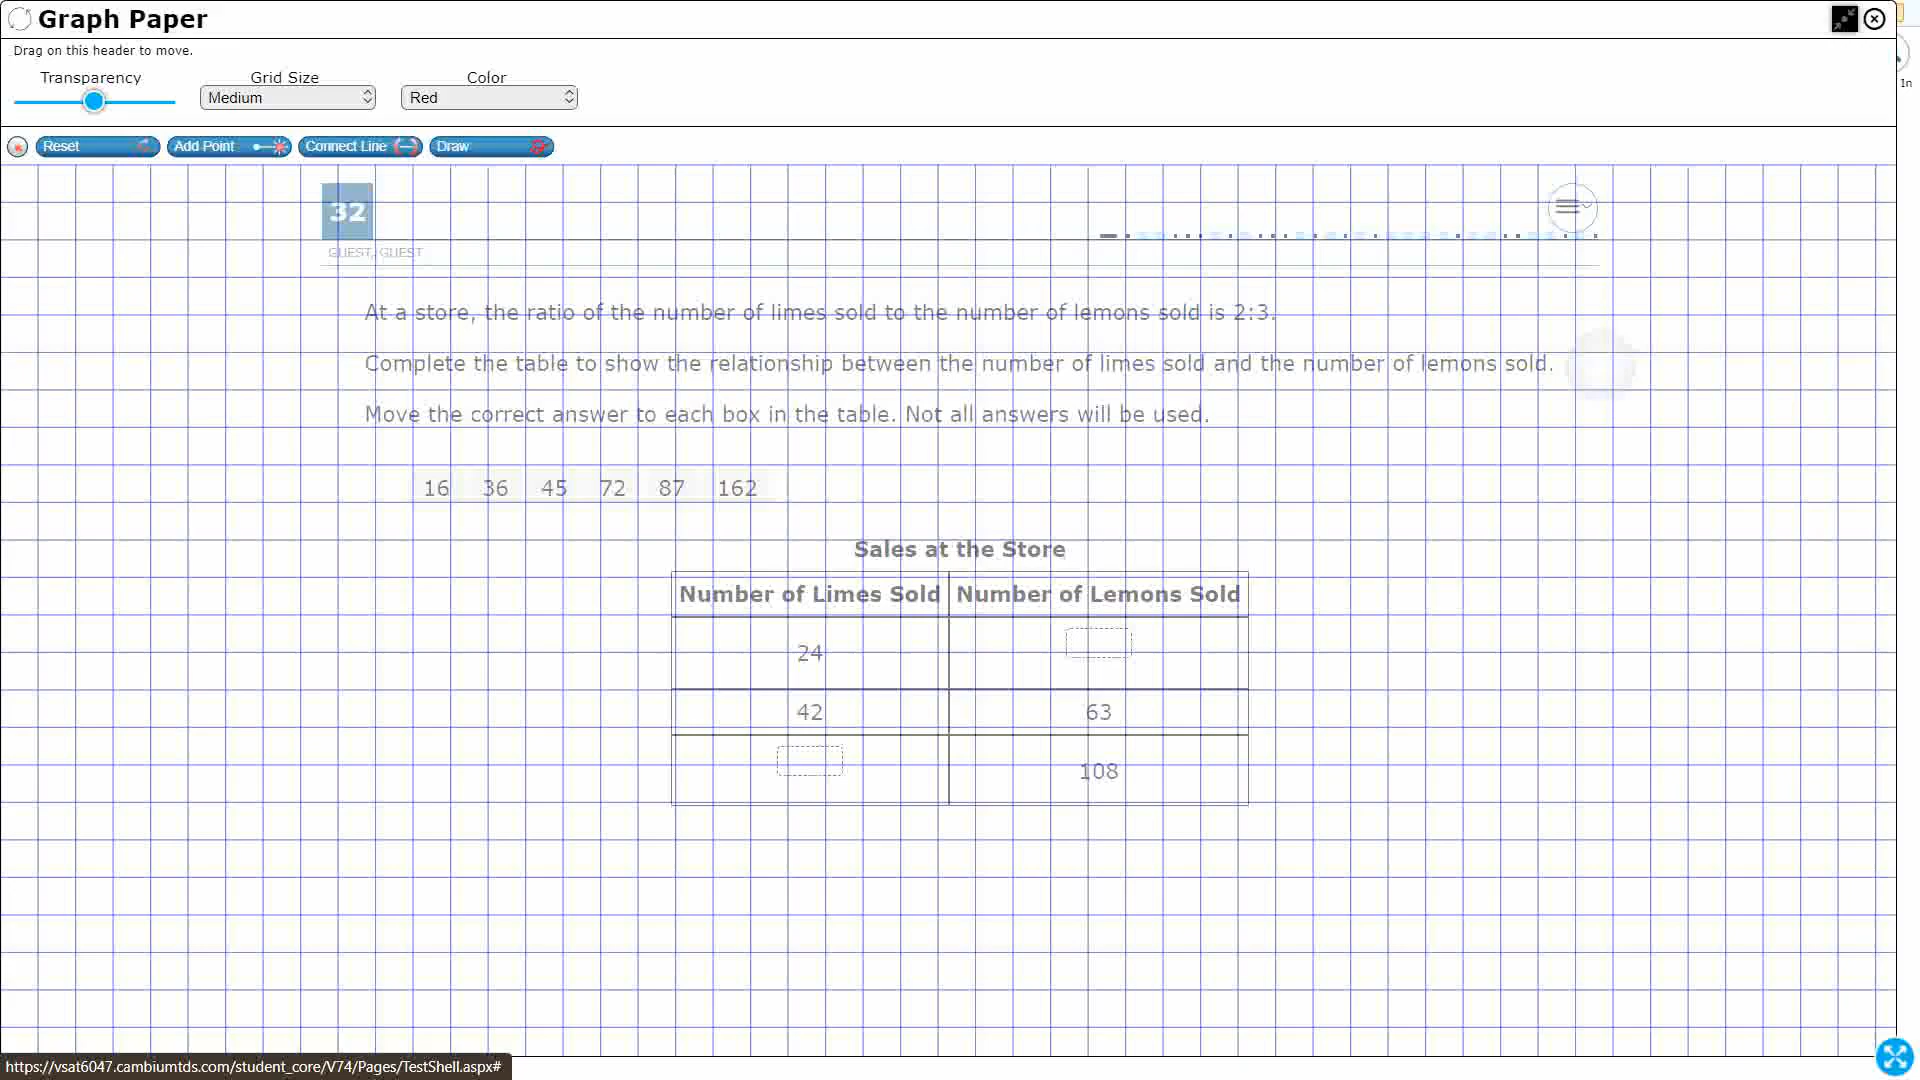 Graph Paper
Drag on this header to move.
Transparency Grid Size Color
Medium Red
In
Reset Add Point Connect Line Draw
32
GUEST, GUEST
At a store, the ratio of the number of limes sold to the number of lemons sold is 2:3.
Complete the table to show the relationship between the number of limes sold and the number of lemons sold.
Move the correct answer to each box in the table. Not all answers will be used.
16 36 45 72 87 162
Sales at the Store
Number of Limes Sold Number of Lemons Sold
24
42 63
108
https://vsat6047.cambiumtds.com/student_core/V74/Pages/TestShell.aspx#